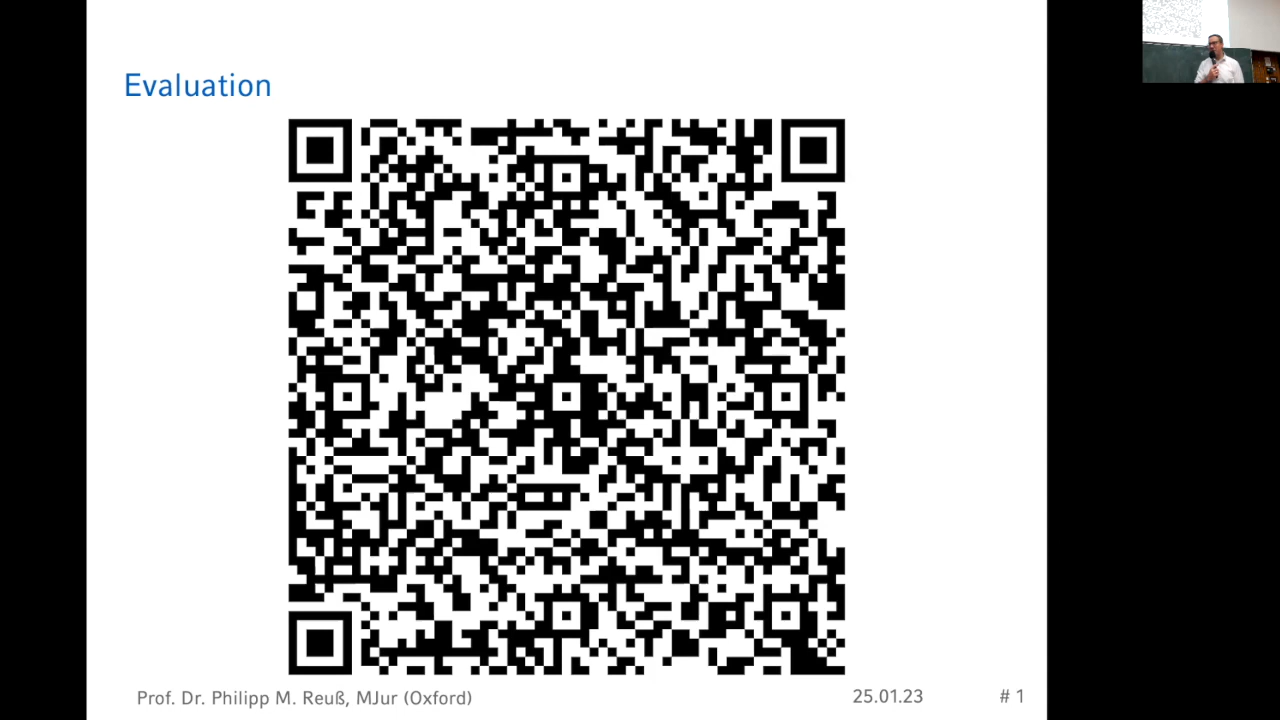 Evaluation
Prof. Dr. Philipp M. Reuß, MJur (Oxford)
25.01.23
# 1